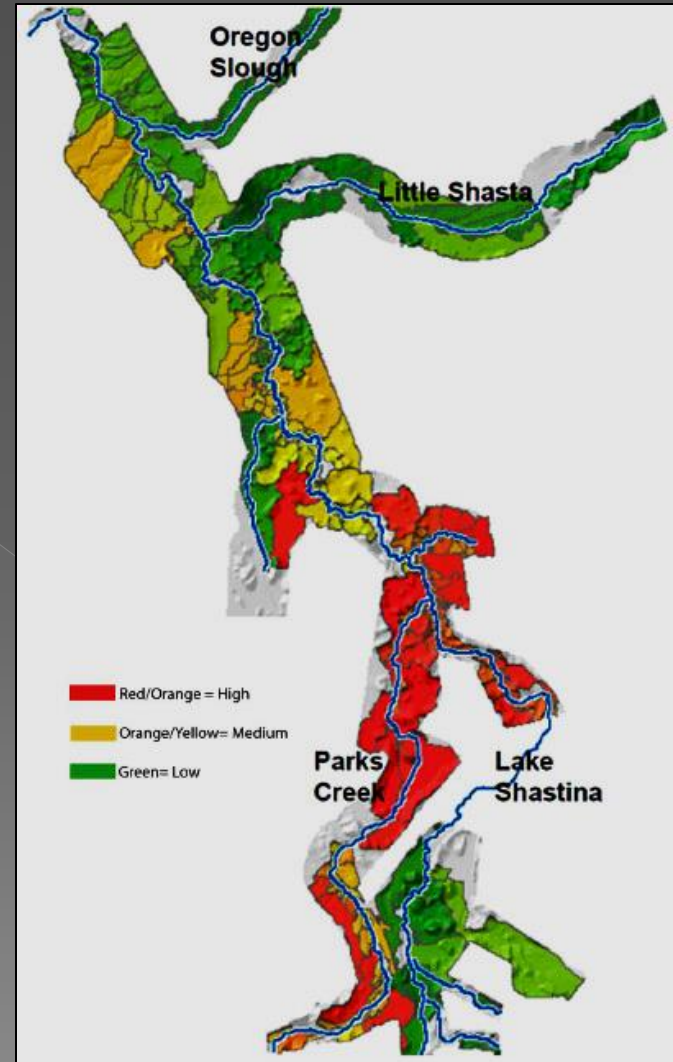 Oregon
Slough
Little Shasta
Red/Orange = High
Orange/Yellow= Medium
Green= Low
Parks
Creek
Lake
Shastina